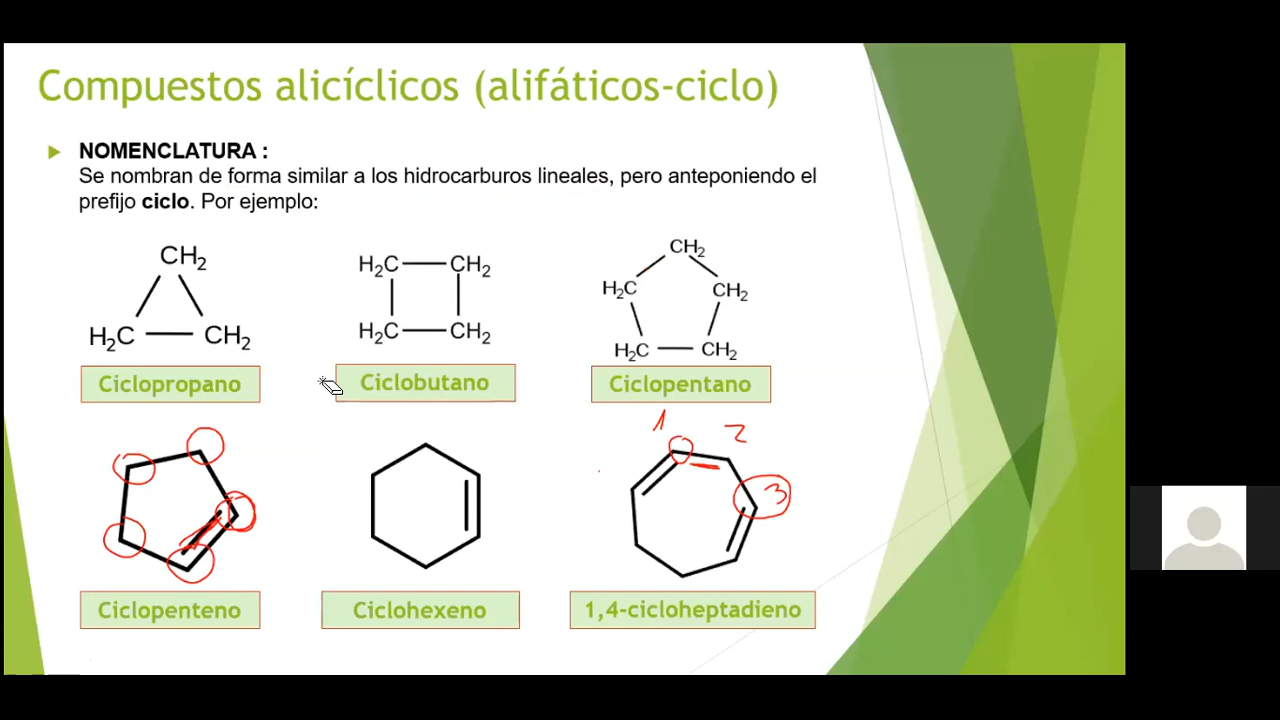 Compuestos alicíclicos (alifáticos-ciclo)
NOMENCLATURA :
Se nombran de forma similar a los hidrocarburos lineales, pero anteponiendo el
prefijo ciclo. Por ejemplo:
CH2
H2C CH2
H2C CH2
H2C CH2
CH2
H2C CH2
H2C CH2
Ciclopropano
Ciclobutano
Ciclopentano
1 2
3
Ciclopenteno
Ciclohexeno
1,4-cicloheptadieno